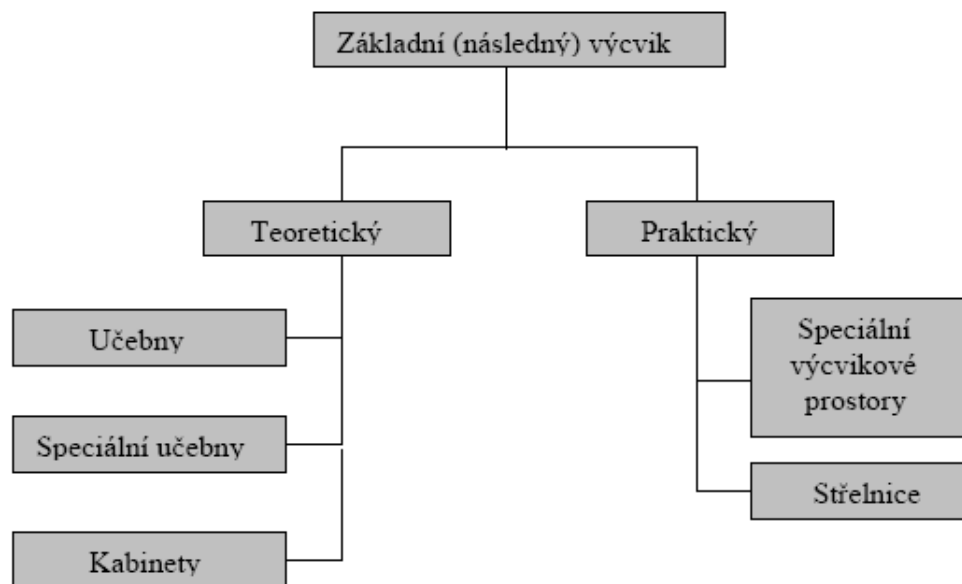 Základní (následný) výcvik
Teoretický
Praktický
Učebny
Speciální učebny
Kabinety
Speciální
výcvikové
prostory
Střelnice